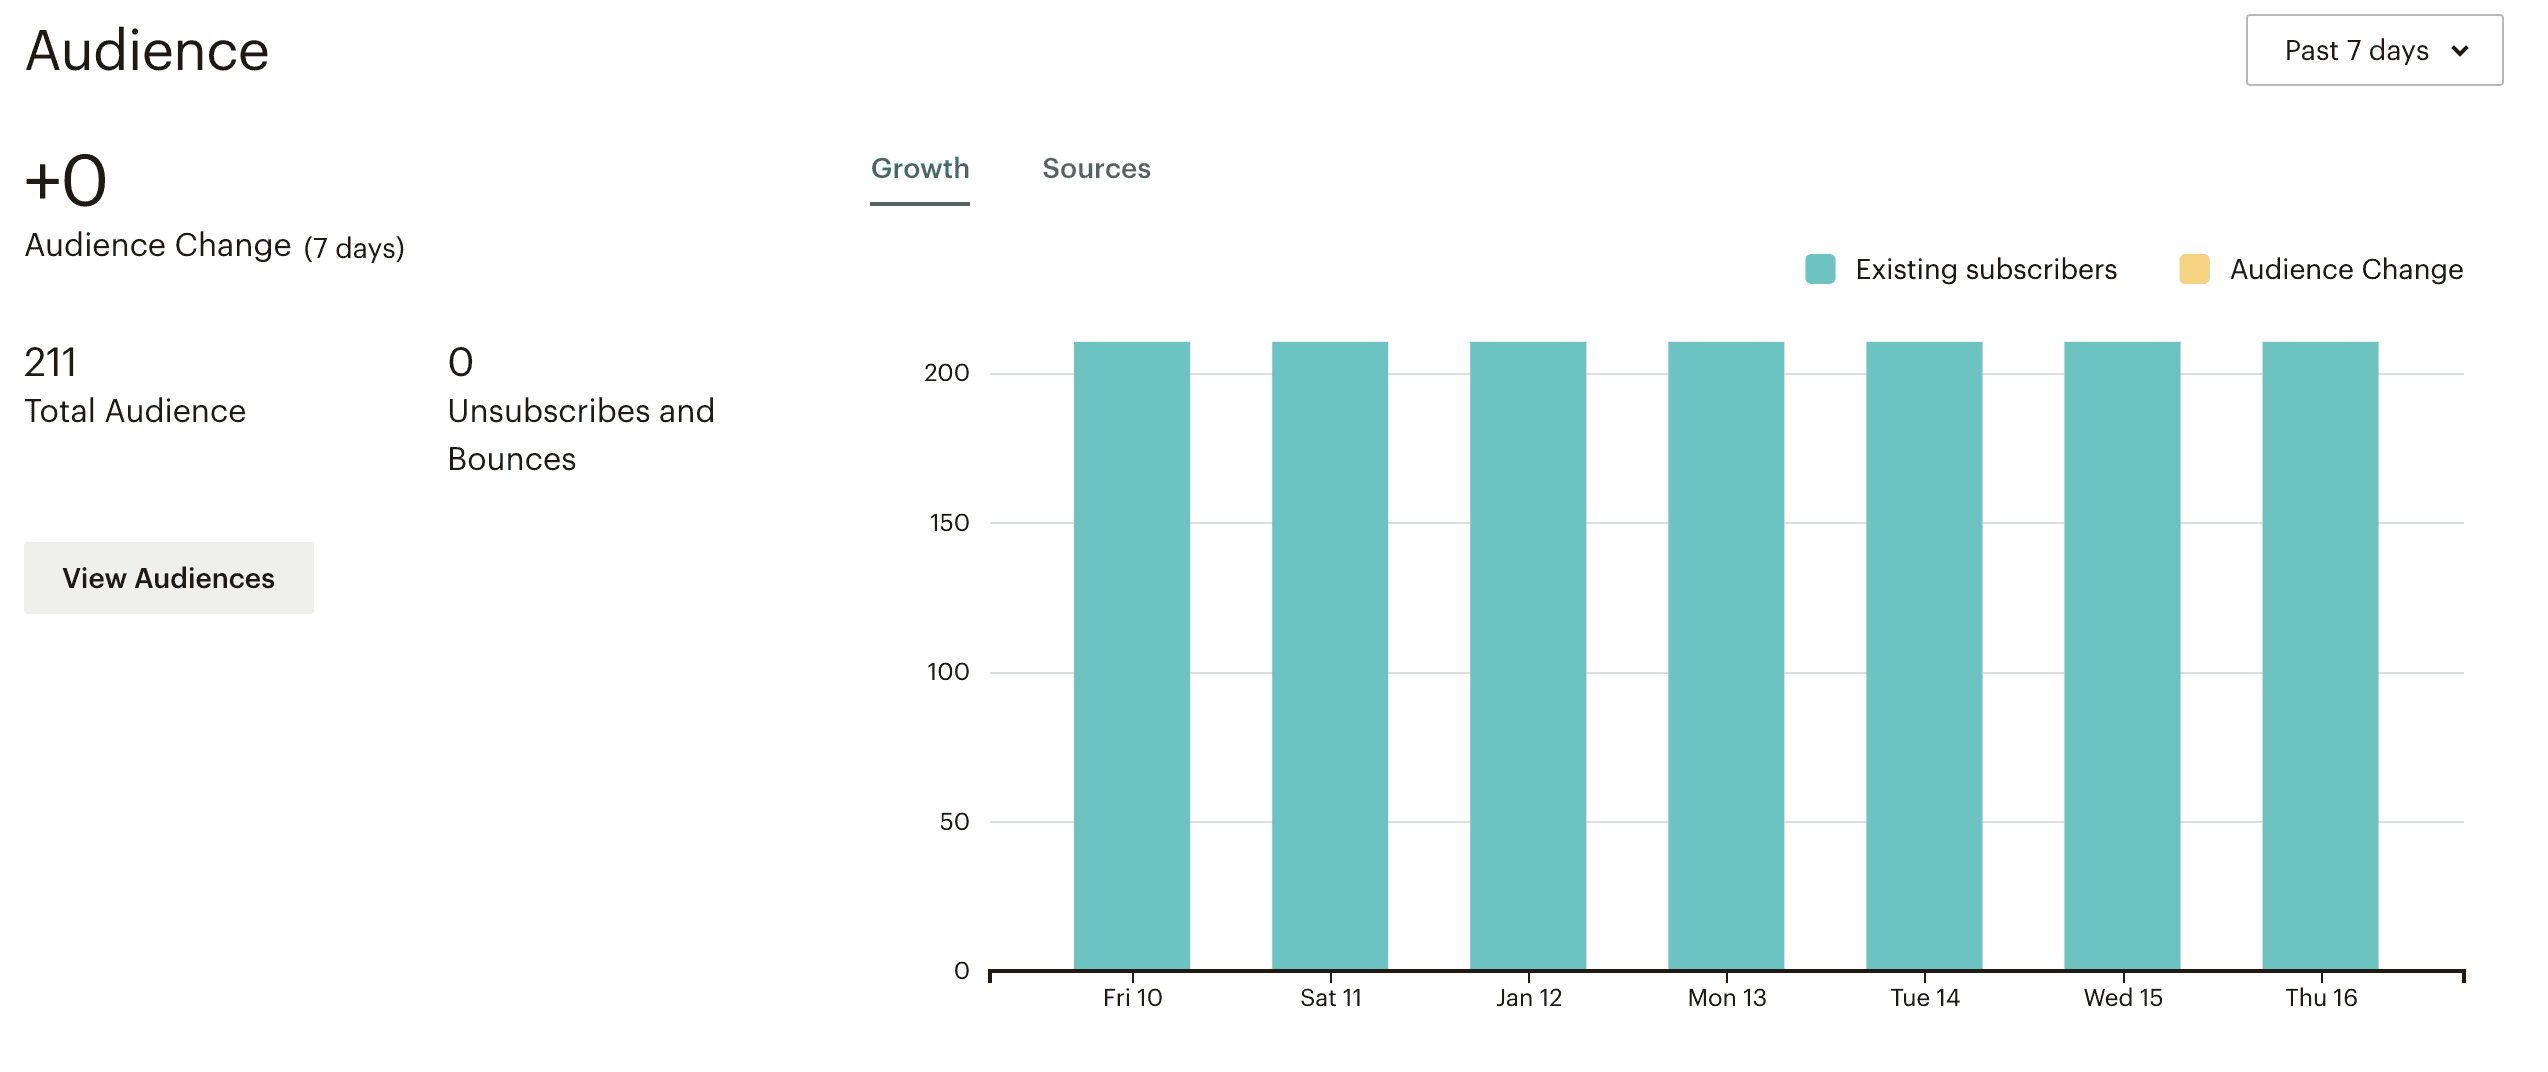 Audience
Past 7 days
+0
Audience Change (7 days)
211
Total Audience
0
Unsubscribes and
Bounces
View Audiences
Growth
Sources
Existing subscribers
Audience Change
200
150
100
50
0
Fri 10
Sat 11
Jan 12
Mon 13
Tue 14
Wed 15
Thu 16